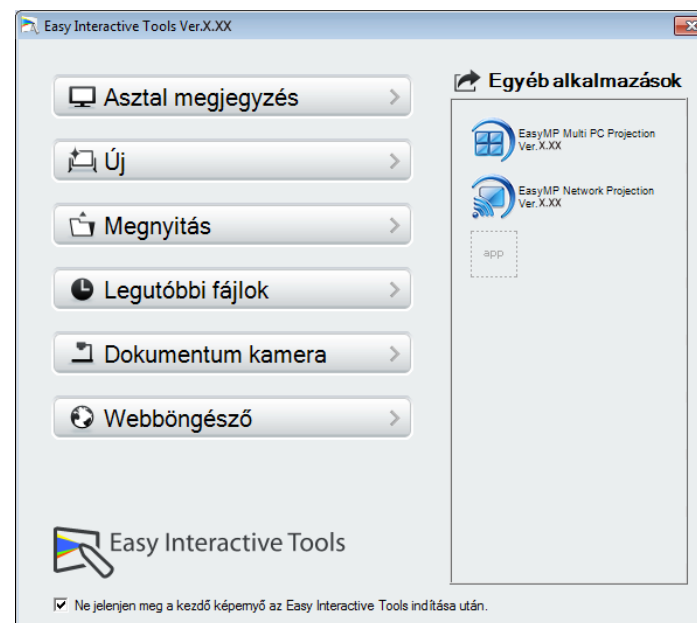 Easy Interactive Tools Ver.X.XX
Asztal megjegyzés
Új
Megnyitás
Legutóbbi fájlok
Dokumentum kamera
Webböngésző
Egyéb alkalmazások
EasyMP Multi PC Projection
Ver.X.XX
EasyMP Network Projection
Ver.X.XX
app
Easy Interactive Tools
Ne jelenjen meg a kezdő képernyő az Easy Interactive Tools indítása után.